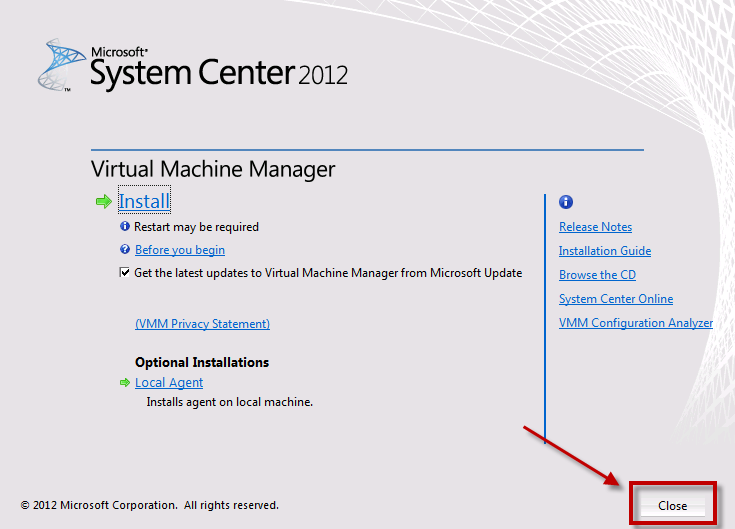 Microsoft®
System Center 2012
Virtual Machine Manager
Install
Restart may be required
Before you begin
Get the latest updates to Virtual Machine Manager from Microsoft Update
(VMM Privacy Statement)
Optional Installations
Local Agent
Installs agent on local machine.
Release Notes
Installation Guide
Browse the CD
System Center Online
VMM Configuration Analyzer
© 2012 Microsoft Corporation. All rights reserved.
Close